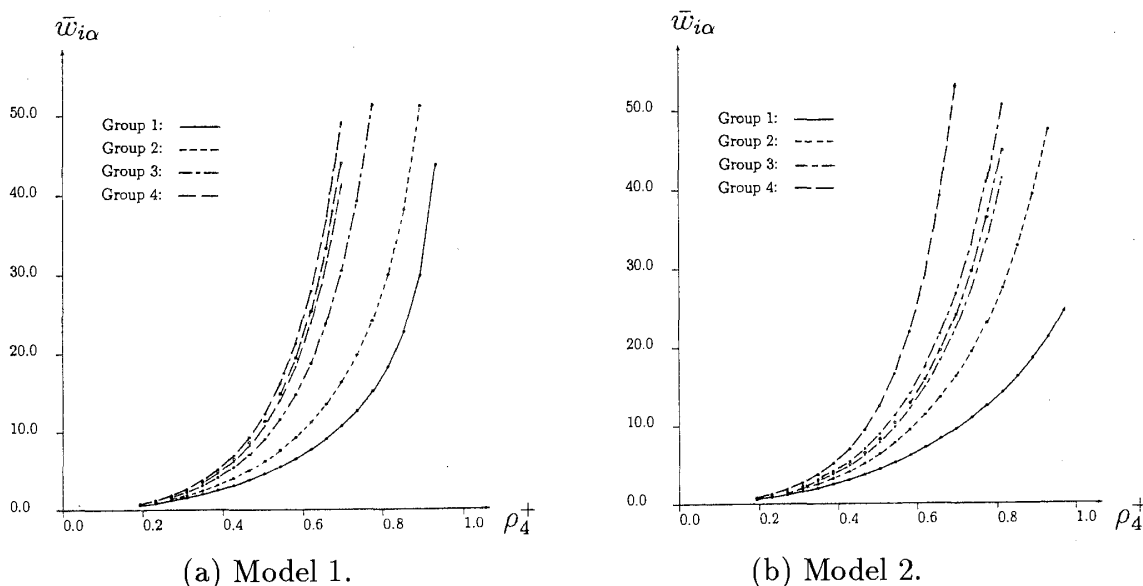 w̄_{iα}
50.0
40.0
30.0
20.0
10.0
0.0
Group 1:
Group 2:
Group 3:
Group 4:
0.0 0.2 0.4 0.6 0.8 1.0 ρ_4^+
(a) Model 1.
w̄_{iα}
50.0
40.0
30.0
20.0
10.0
0.0
Group 1:
Group 2:
Group 3:
Group 4:
0.0 0.2 0.4 0.6 0.8 1.0 ρ_4^+
(b) Model 2.